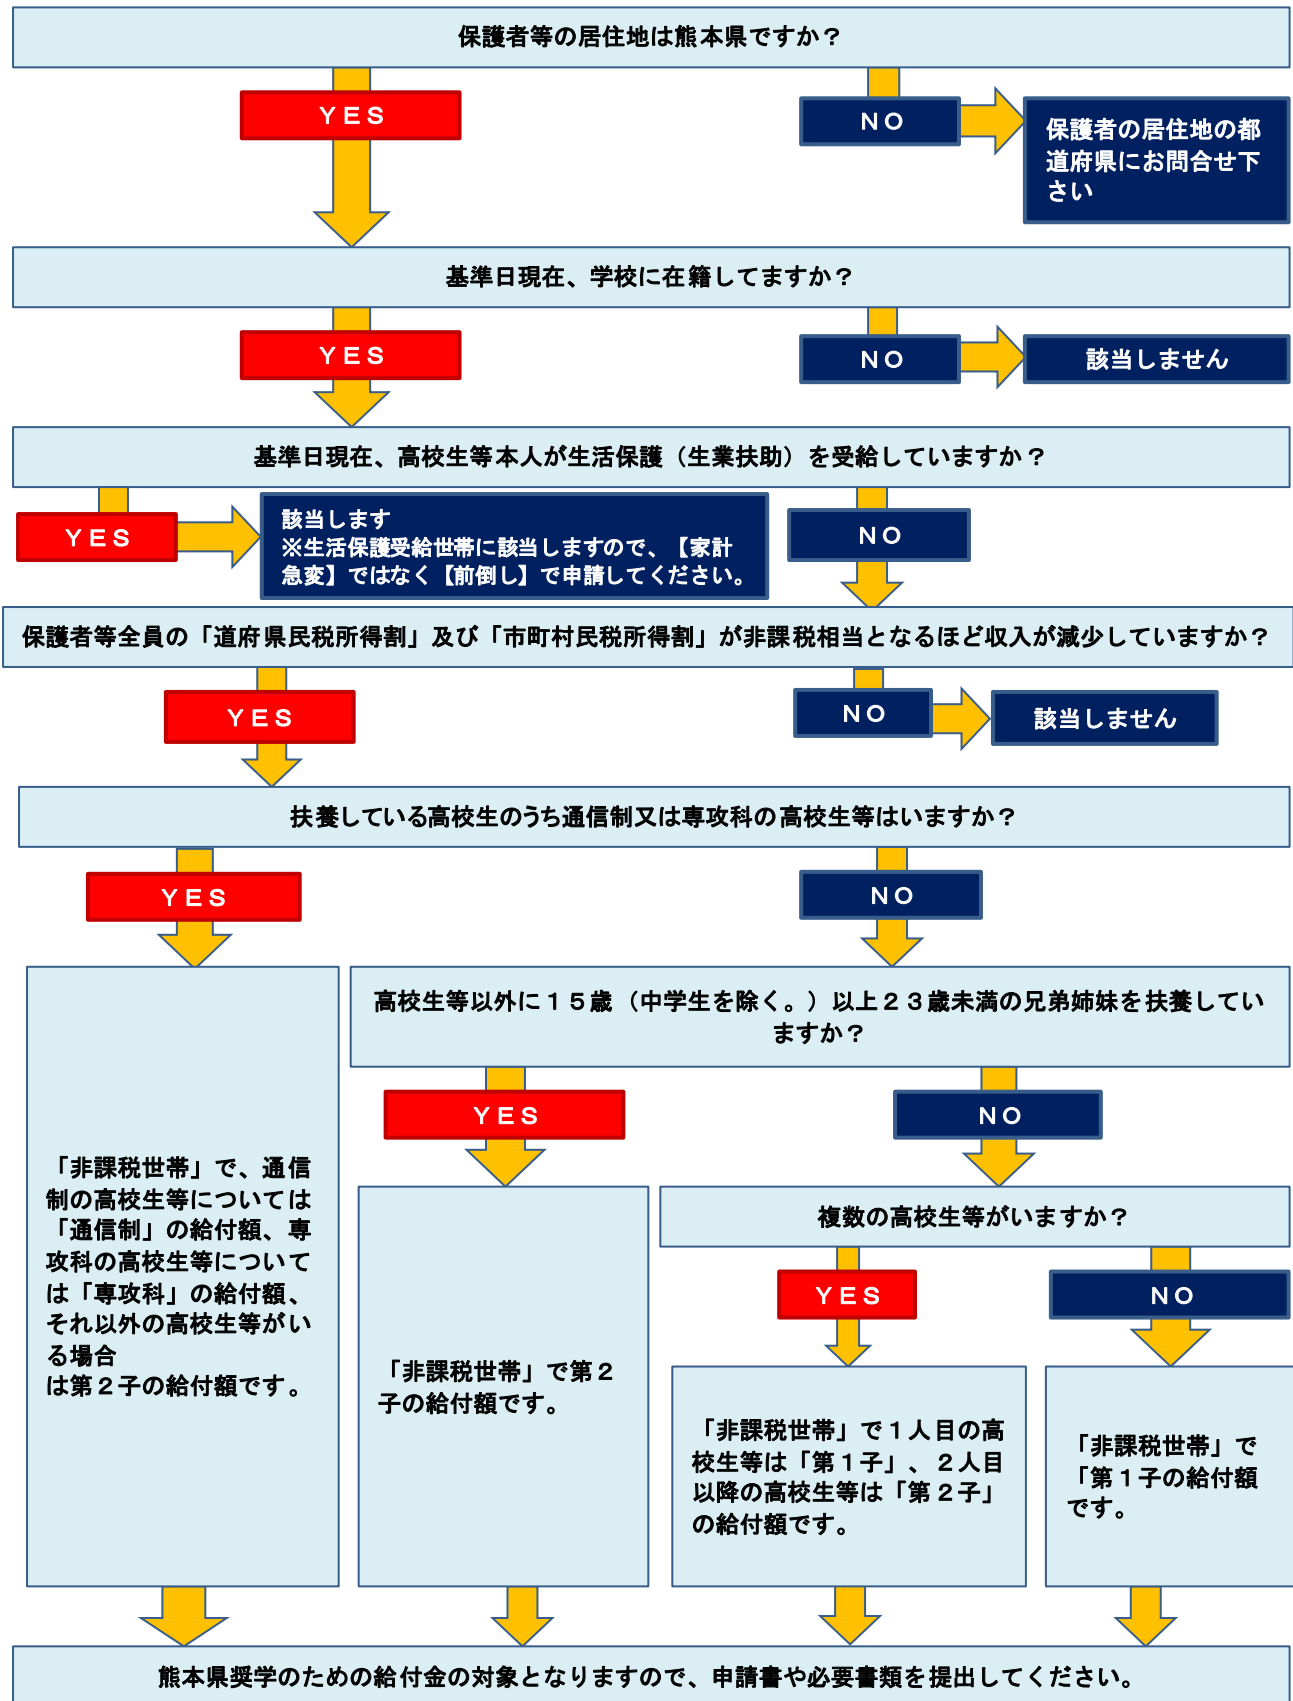 保護者等の居住地は熊本県ですか？
ＹＥＳ
ＮＯ
保護者の居住地の都
道府県にお問合せ下
さい
基準日現在、学校に在籍してますか？
ＹＥＳ
ＮＯ
該当しません
基準日現在、高校生等本人が生活保護（生業扶助）を受給していますか？
ＹＥＳ
該当します
※生活保護受給世帯に該当しますので、【家計
急変】ではなく【前倒し】で申請してください。
ＮＯ
保護者等全員の「道府県民税所得割」及び「市町村民税所得割」が非課税相当となるほど収入が減少していますか？
ＹＥＳ
ＮＯ
該当しません
扶養している高校生のうち通信制又は専攻科の高校生等はいますか？
ＹＥＳ
ＮＯ
高校生等以外に１５歳（中学生を除く。）以上２３歳未満の兄弟姉妹を扶養してい
ますか？
ＹＥＳ
ＮＯ
「非課税世帯」で、通信
制の高校生等については
「通信制」の給付額、専
攻科の高校生等について
は「専攻科」の給付額、
それ以外の高校生等がい
る場合
は第２子の給付額です。
「非課税世帯」で第２
子の給付額です。
複数の高校生等がいますか？
ＹＥＳ
ＮＯ
「非課税世帯」で１人目の高
校生等は「第１子」、２人目
以降の高校生等は「第２子」
の給付額です。
「非課税世帯」で
「第１子の給付額
です。
熊本県奨学のための給付金の対象となりますので、申請書や必要書類を提出してください。